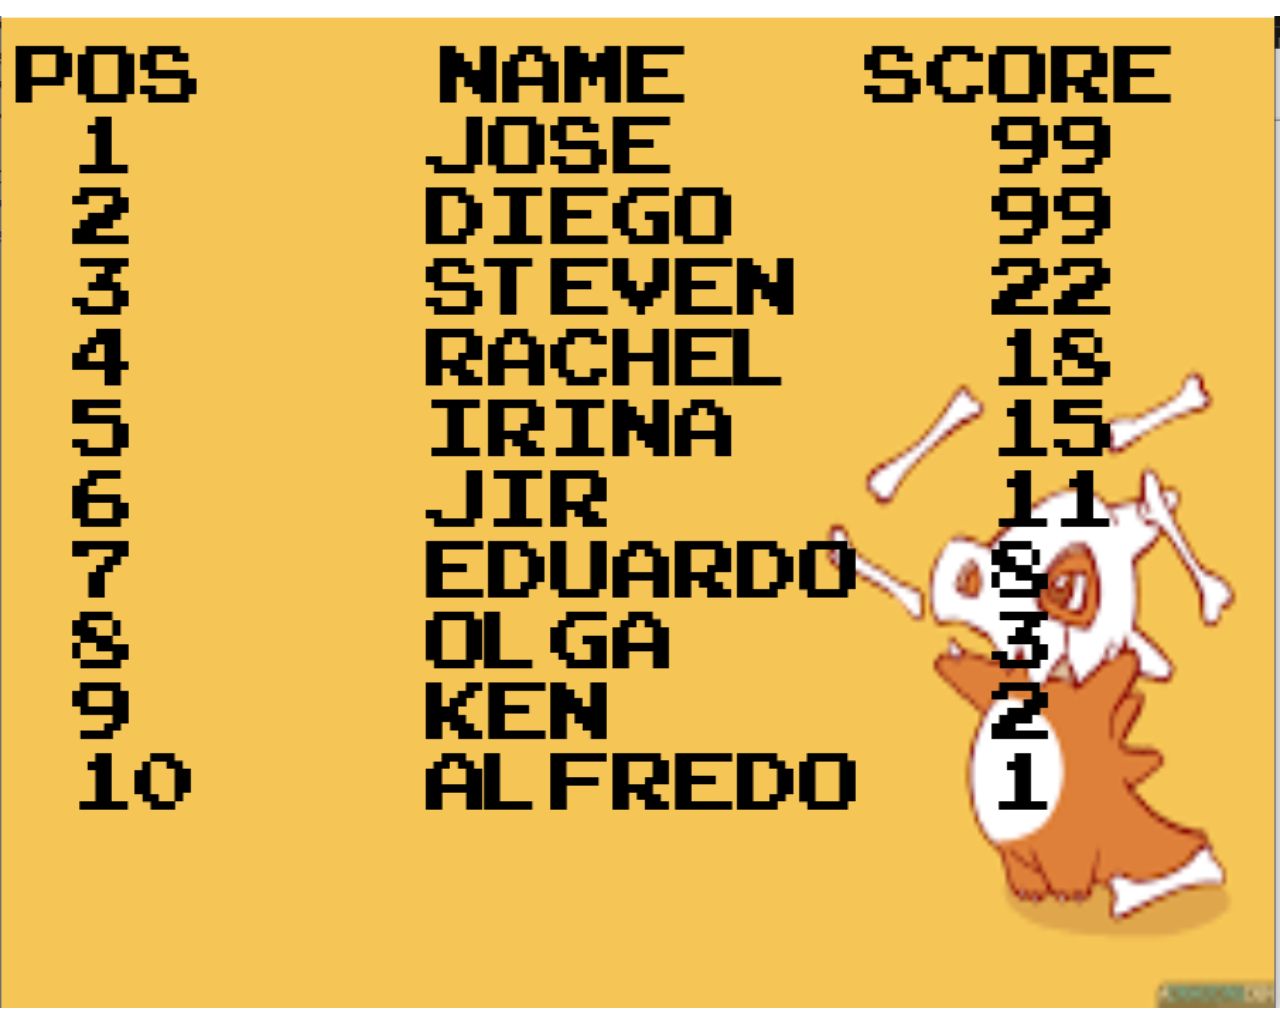 POS NAME SCORE
1 JOSE 99
2 DIEGO 99
3 STEVEN 22
4 RACHEL 18
5 IRINA 15
6 JIR 11
7 EDUARDO 8
8 OLGA 3
9 KEN 2
10 ALFREDO 1